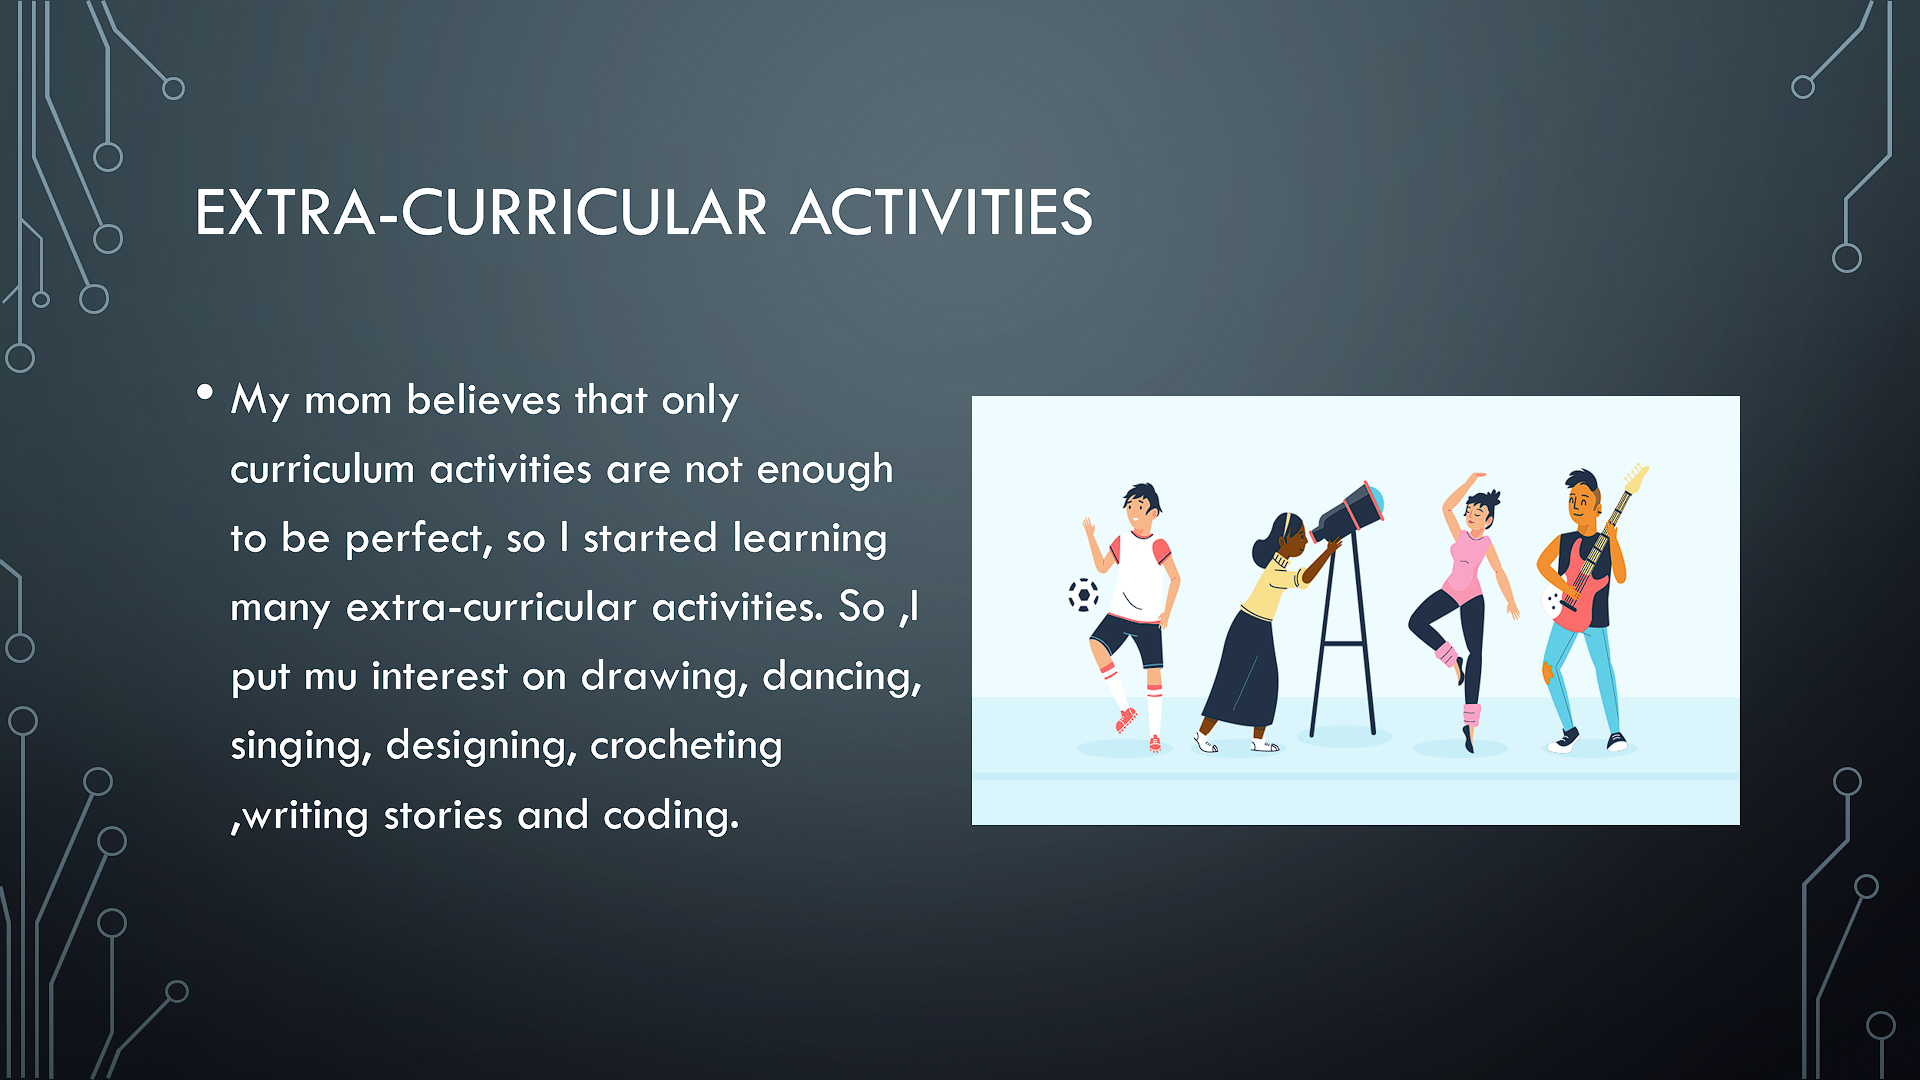 EXTRA-CURRICULAR ACTIVITIES
• My mom believes that only
curriculum activities are not enough
to be perfect, so I started learning
many extra-curricular activities. So ,I
put mu interest on drawing, dancing,
singing, designing, crocheting
,writing stories and coding.